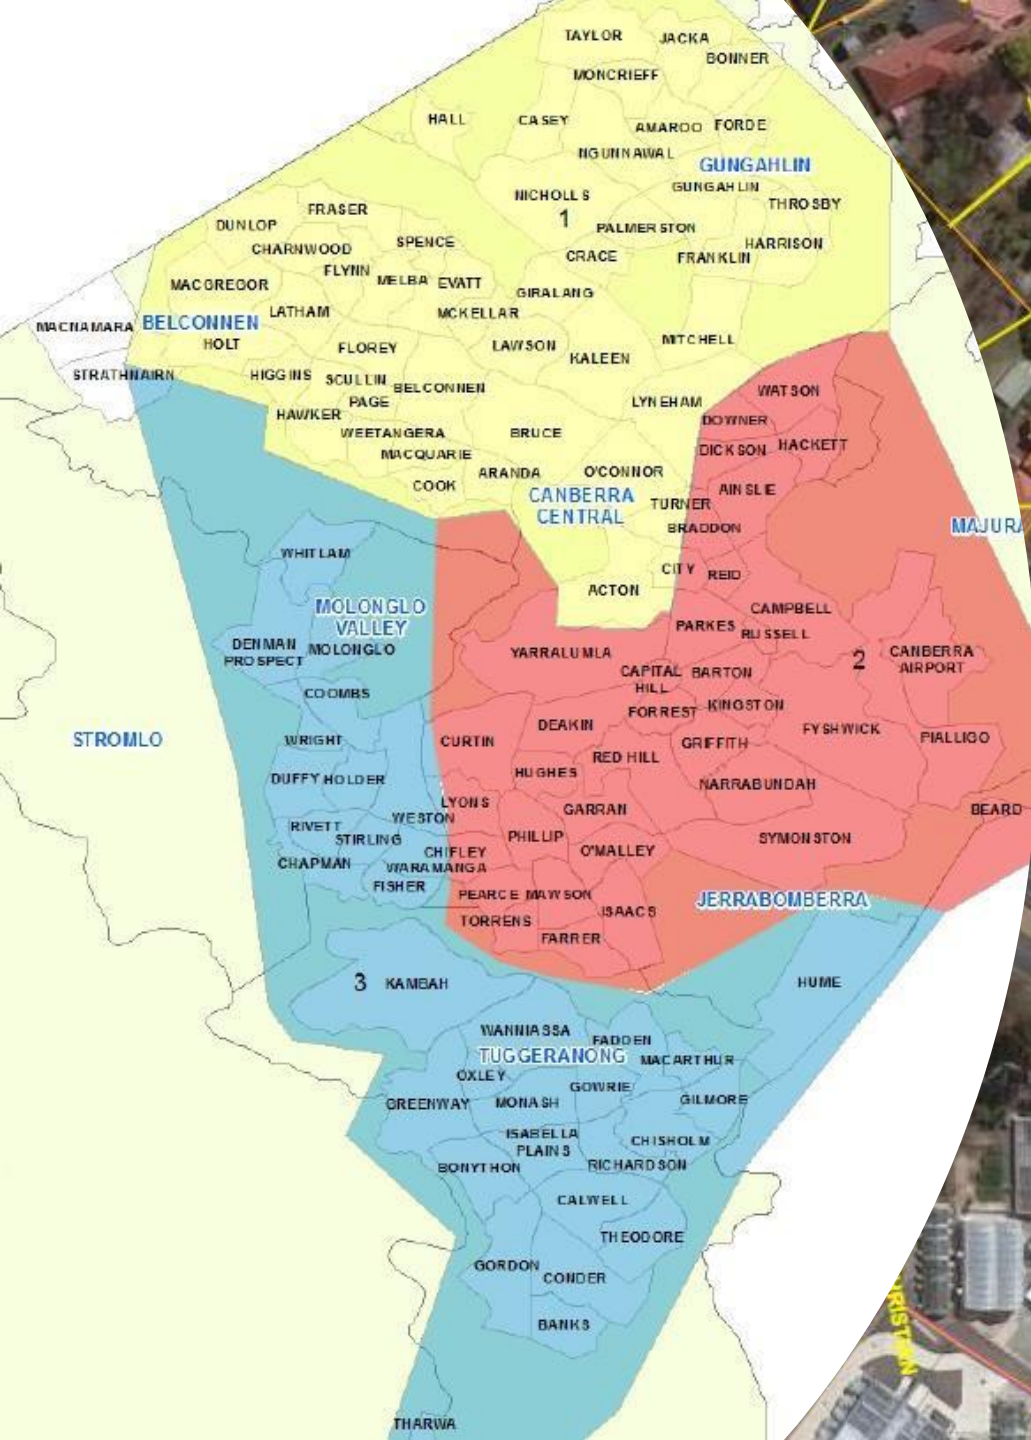 TAYLOR
JACKA
BONNER
MONCRIEFF
HALL
CASEY
AMAROO
FORDE
NGUNNAWAL
GUNGAHLIN
GUNGAHLIN
NICHOLLS
THROSBY
1
PALMERSTON
FRASER
DUNLOP
CHARNWOOD
SPENCE
HARRISON
CRACE
FRANKLIN
FLYNN
MELBA
EVATT
MACGREGOR
GIRALANG
LATHAM
MCKELLAR
MACNAMARA
BELCONNEN
HOLT
FLOREY
LAWSON
KALEEN
MITCHELL
STRATHNAIRN
HIGGINS
SCULLIN
BELCONNEN
PAGE
LYNEHAM
WATSON
HAWKER
DOWNER
WEETANGERA
BRUCE
DICKSON
HACKETT
MACQUARIE
ARANDA
O'CONNOR
COOK
AINSLIE
CANBERRA
CENTRAL
TURNER
BRADDON
MAJURA
WHITLAM
CITY
REID
ACTON
MOLONGLO
VALLEY
CAMPBELL
PARKES
RUSSELL
DENMAN
PROSPECT
MOLONGLO
YARRALUMLA
2
CANBERRA
AIRPORT
CAPITAL
HILL
BARTON
COOMBS
FORREST
KINGSTON
STROMLO
WRIGHT
CURTIN
DEAKIN
FYSHWICK
PIALLIGO
GRIFFITH
RED HILL
DUFFY
HOLDER
HUGHES
NARRABUNDAH
LYONS
GARRAN
BEARD
WESTON
RIVETT
STIRLING
PHILLIP
SYMONSTON
CHIFLEY
O'MALLEY
CHAPMAN
WARAMANGA
FISHER
PEARCE
MAWSON
JERRABOMBERRA
TORRENS
ISAACS
FARRER
3
KAMBAH
HUME
WANNIASSA
FADDEN
TUGGERANONG
MACARTHUR
OXLEY
GOWRIE
GREENWAY
MONASH
GILMORE
ISABELLA
PLAINS
CHISHOLM
BONYTHON
RICHARDSON
CALWELL
THEODORE
GORDON
CONDER
BANKS
THARWA